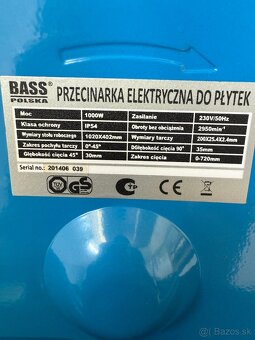 BASS POLSKA PRZECINARKA ELEKTRYCZNA DO PŁYTEK
Moc 1000W Zasilanie 230V/50Hz
Klasa ochrony IP54 Obroty bez obciążenia 2950min⁻¹
Wymiary stołu roboczego 1020X402mm Wymiary tarczy 200X25.4X2.4mm
Zakres pochyłu tarczy 0°-45° DGłębokość cięcia 90° 35mm
Głębokość cięcia 45° 30mm Zakres cięcia 0-720mm
Serial no.: 201406 039
GS
Bazos.sk